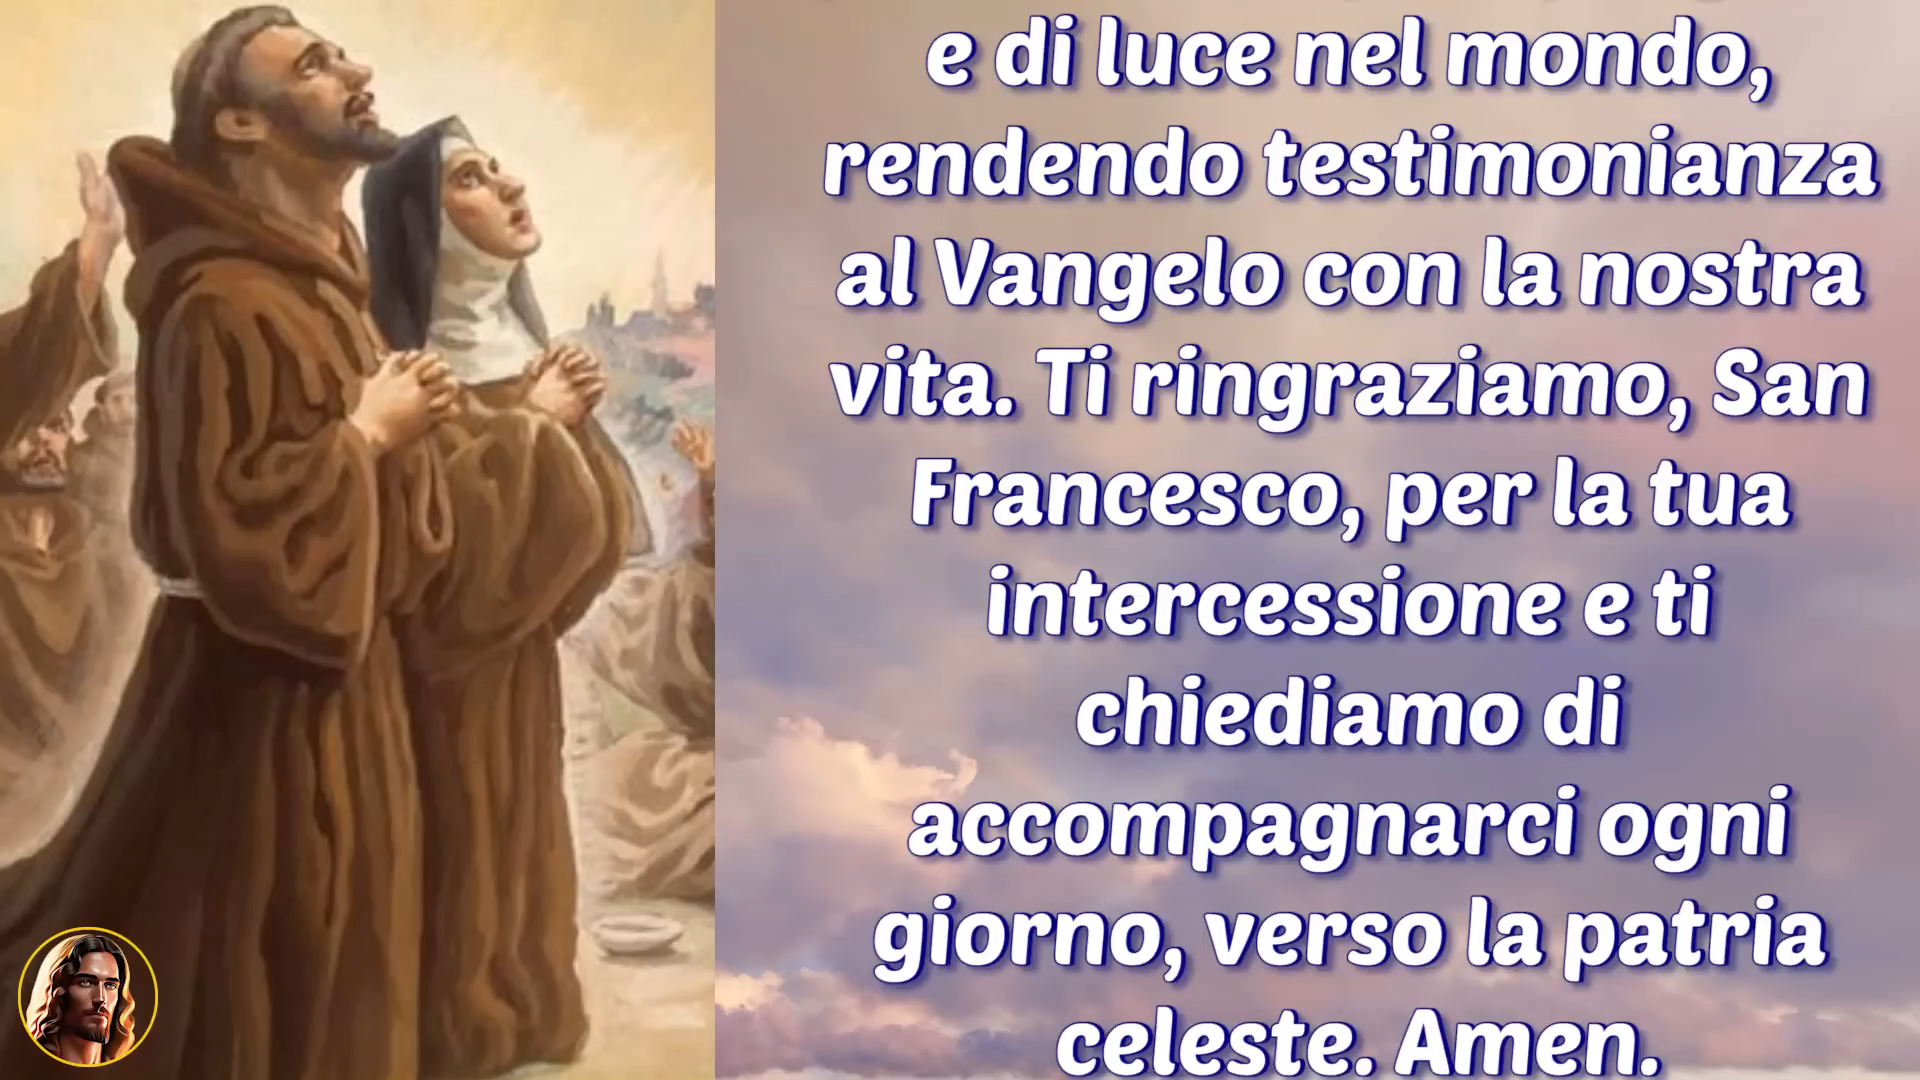 e di luce nel mondo,
rendendo testimonianza
al Vangelo con la nostra
vita. Ti ringraziamo, San
Francesco, per la tua
intercessione e ti
chiediamo di
accompagnarci ogni
giorno, verso la patria
celeste. Amen.